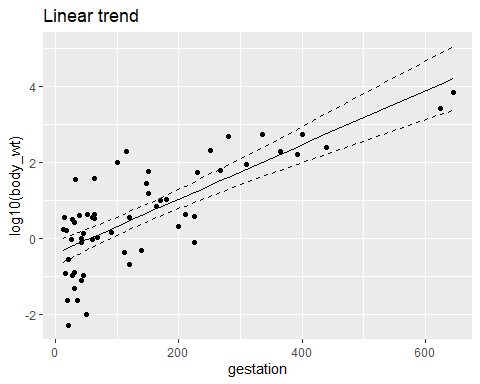 Linear trend
log10(body_wt)
4
2
0
-2
0 200 400 600
gestation